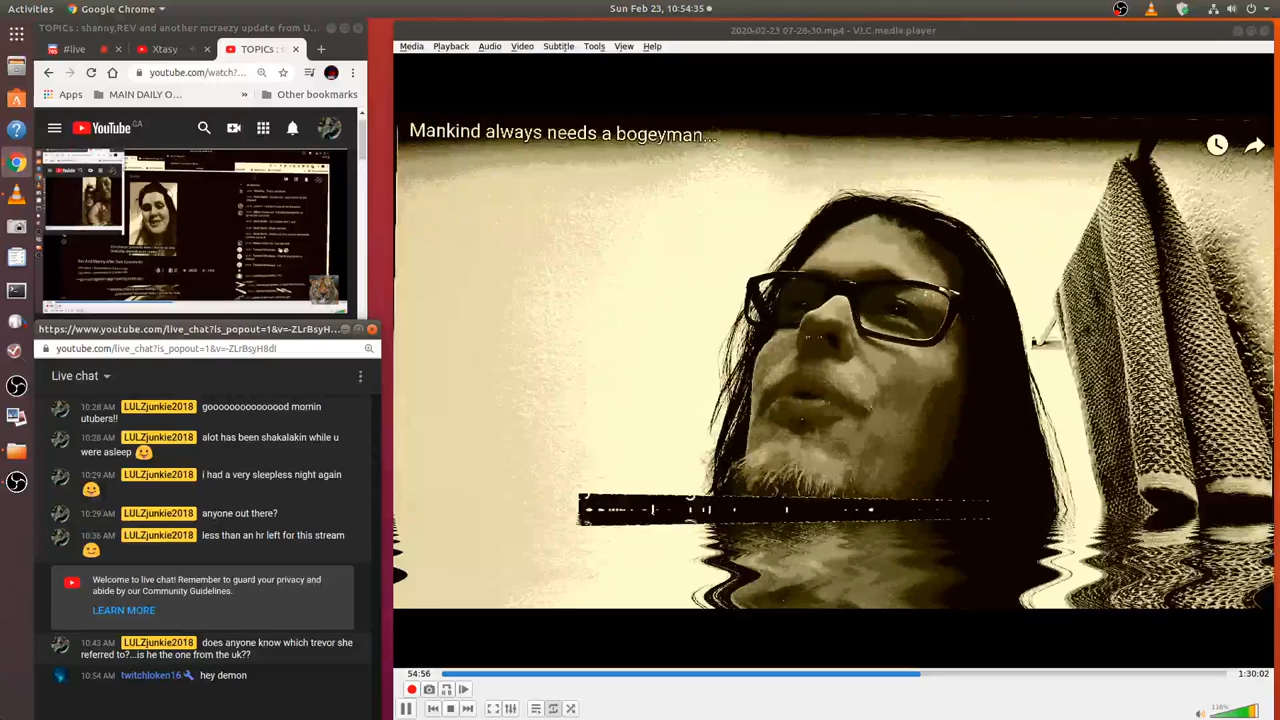 Activities
Google Chrome
Sun Feb 23, 10:54:35
TOPICs : shanny,REV and another mcraezy update from U...
#live
Xtasy
TOPICs : s
youtube.com/watch?...
Apps
MAIN DAILY O...
»
Other bookmarks
YouTube CA
https://www.youtube.com/live_chat?is_popout=1&v=-ZLrBsyH...
youtube.com/live_chat?is_popout=1&v=-ZLrBsyH8dI
Live chat
10:28 AM LULZjunkie2018 gooooooooooooood mornin
utubers!!
10:28 AM LULZjunkie2018 alot has been shakalakin while u
were asleep
10:29 AM LULZjunkie2018 i had a very sleepless night again
10:29 AM LULZjunkie2018 anyone out there?
10:36 AM LULZjunkie2018 less than an hr left for this stream
Welcome to live chat! Remember to guard your privacy and
abide by our Community Guidelines.
LEARN MORE
10:43 AM LULZjunkie2018 does anyone know which trevor she
referred to?...is he the one from the uk??
10:54 AM twitchloken16 hey demon
2020-02-23 07-28-30.mp4 - VLC media player
Media Playback Audio Video Subtitle Tools View Help
Mankind always needs a bogeyman...
54:56
1:30:02
116%